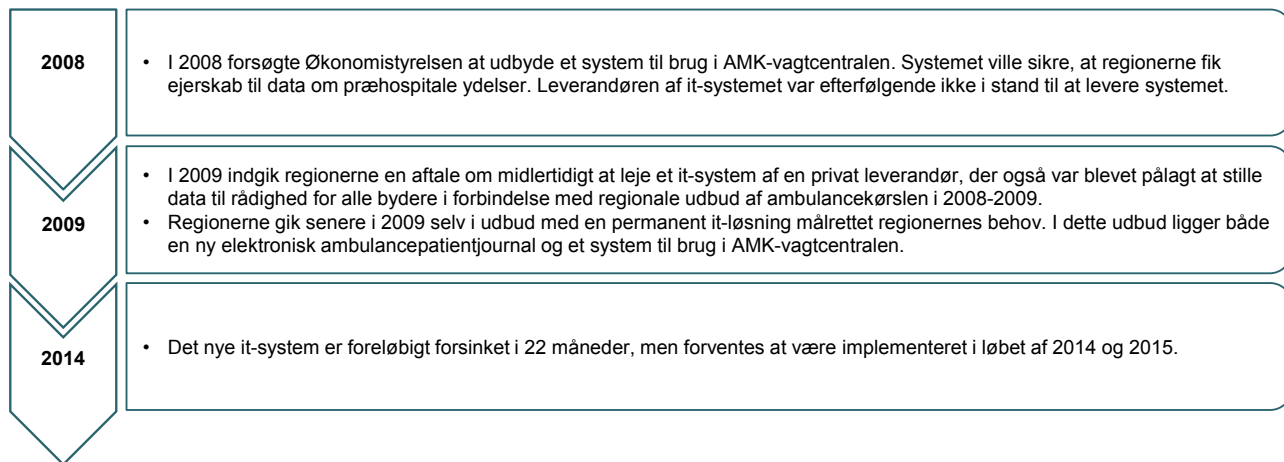 2008
• I 2008 forsøgte Økonomistyrelsen at udbyde et system til brug i AMK-vagtcentralen. Systemet ville sikre, at regionerne fik
ejerskab til data om præhospitale ydelser. Leverandøren af it-systemet var efterfølgende ikke i stand til at levere systemet.
2009
• I 2009 indgik regionerne en aftale om midlertidigt at leje et it-system af en privat leverandør, der også var blevet pålagt at stille
data til rådighed for alle bydere i forbindelse med regionale udbud af ambulancekørslen i 2008-2009.
• Regionerne gik senere i 2009 selv i udbud med en permanent it-løsning målrettet regionernes behov. I dette udbud ligger både
en ny elektronisk ambulancepatientjournal og et system til brug i AMK-vagtcentralen.
2014
• Det nye it-system er foreløbigt forsinket i 22 måneder, men forventes at være implementeret i løbet af 2014 og 2015.